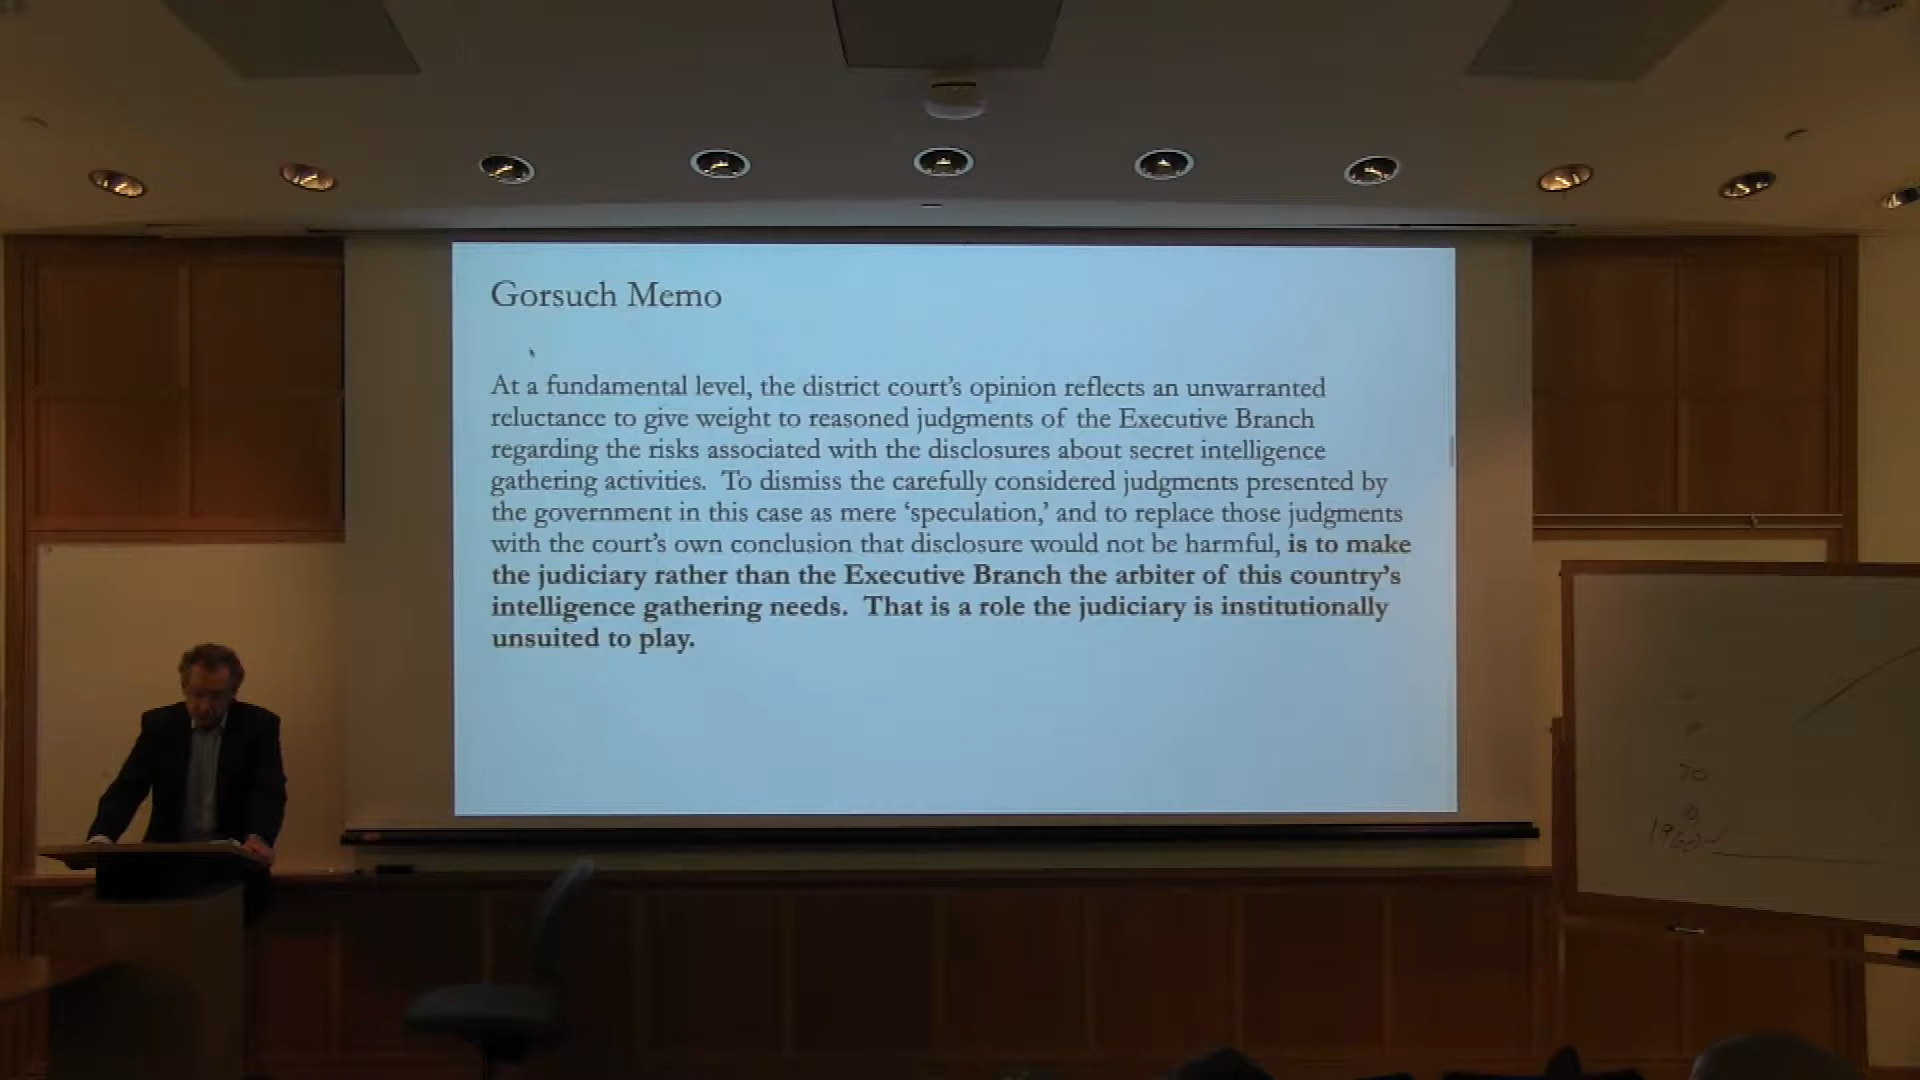 Gorsuch Memo
At a fundamental level, the district court's opinion reflects an unwarranted
reluctance to give weight to reasoned judgments of the Executive Branch
regarding the risks associated with the disclosures about secret intelligence
gathering activities.  To dismiss the carefully considered judgments presented by
the government in this case as mere ‘speculation,’ and to replace those judgments
with the court's own conclusion that disclosure would not be harmful, is to make
the judiciary rather than the Executive Branch the arbiter of this country's
intelligence gathering needs.  That is a role the judiciary is institutionally
unsuited to play.